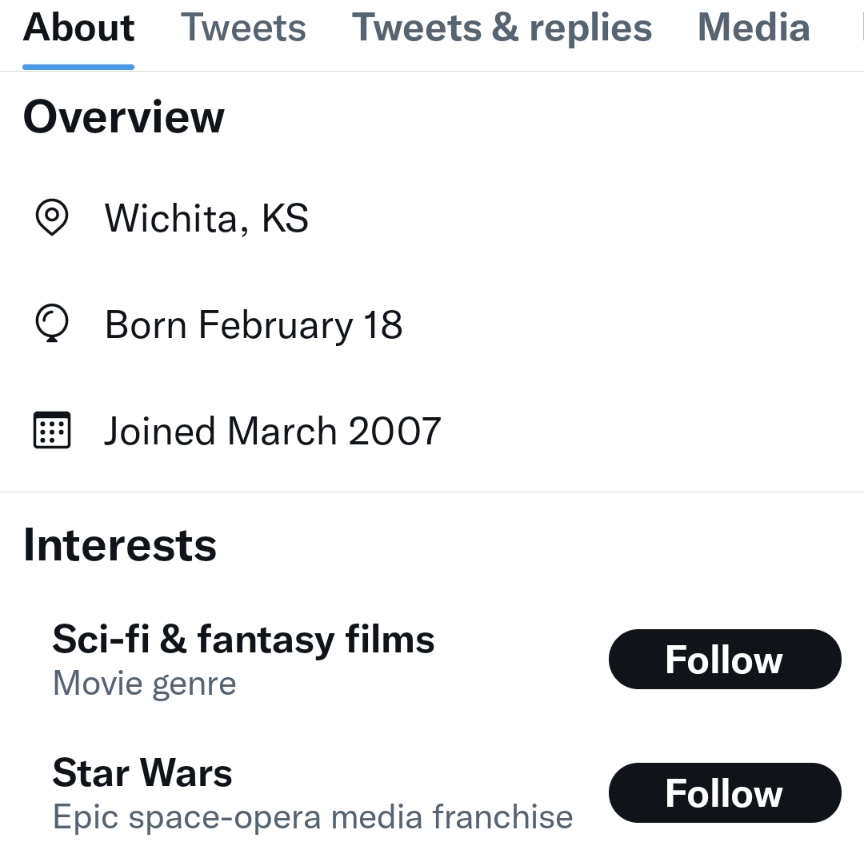 About Tweets Tweets & replies Media
Overview
Wichita, KS
Born February 18
Joined March 2007
Interests
Sci-fi & fantasy films
Movie genre
Follow
Star Wars
Epic space-opera media franchise
Follow